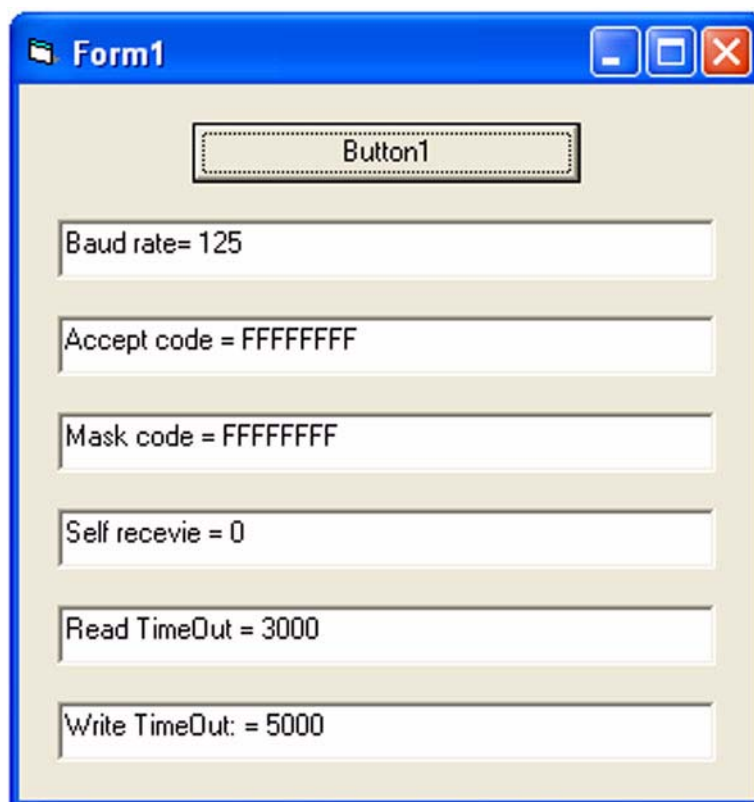 Form1
Button1
Baud rate= 125
Accept code = FFFFFFFF
Mask code = FFFFFFFF
Self recevie = 0
Read TimeOut = 3000
Write TimeOut: = 5000